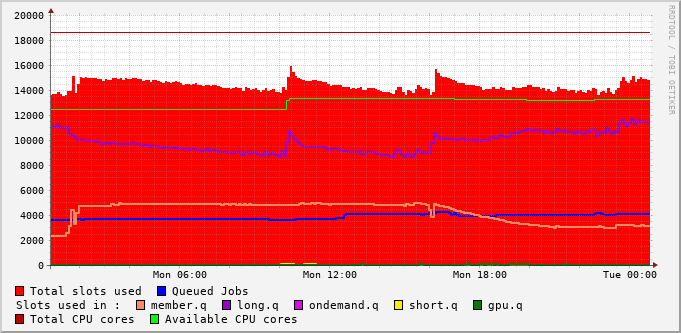 20000
18000
16000
14000
12000
10000
8000
6000
4000
2000
0
Mon 06:00 Mon 12:00 Mon 18:00 Tue 00:00
RRDTOOL / TOBI OETIKER
Total slots used Queued Jobs
Slots used in : member.q long.q ondemand.q short.q gpu.q
Total CPU cores Available CPU cores